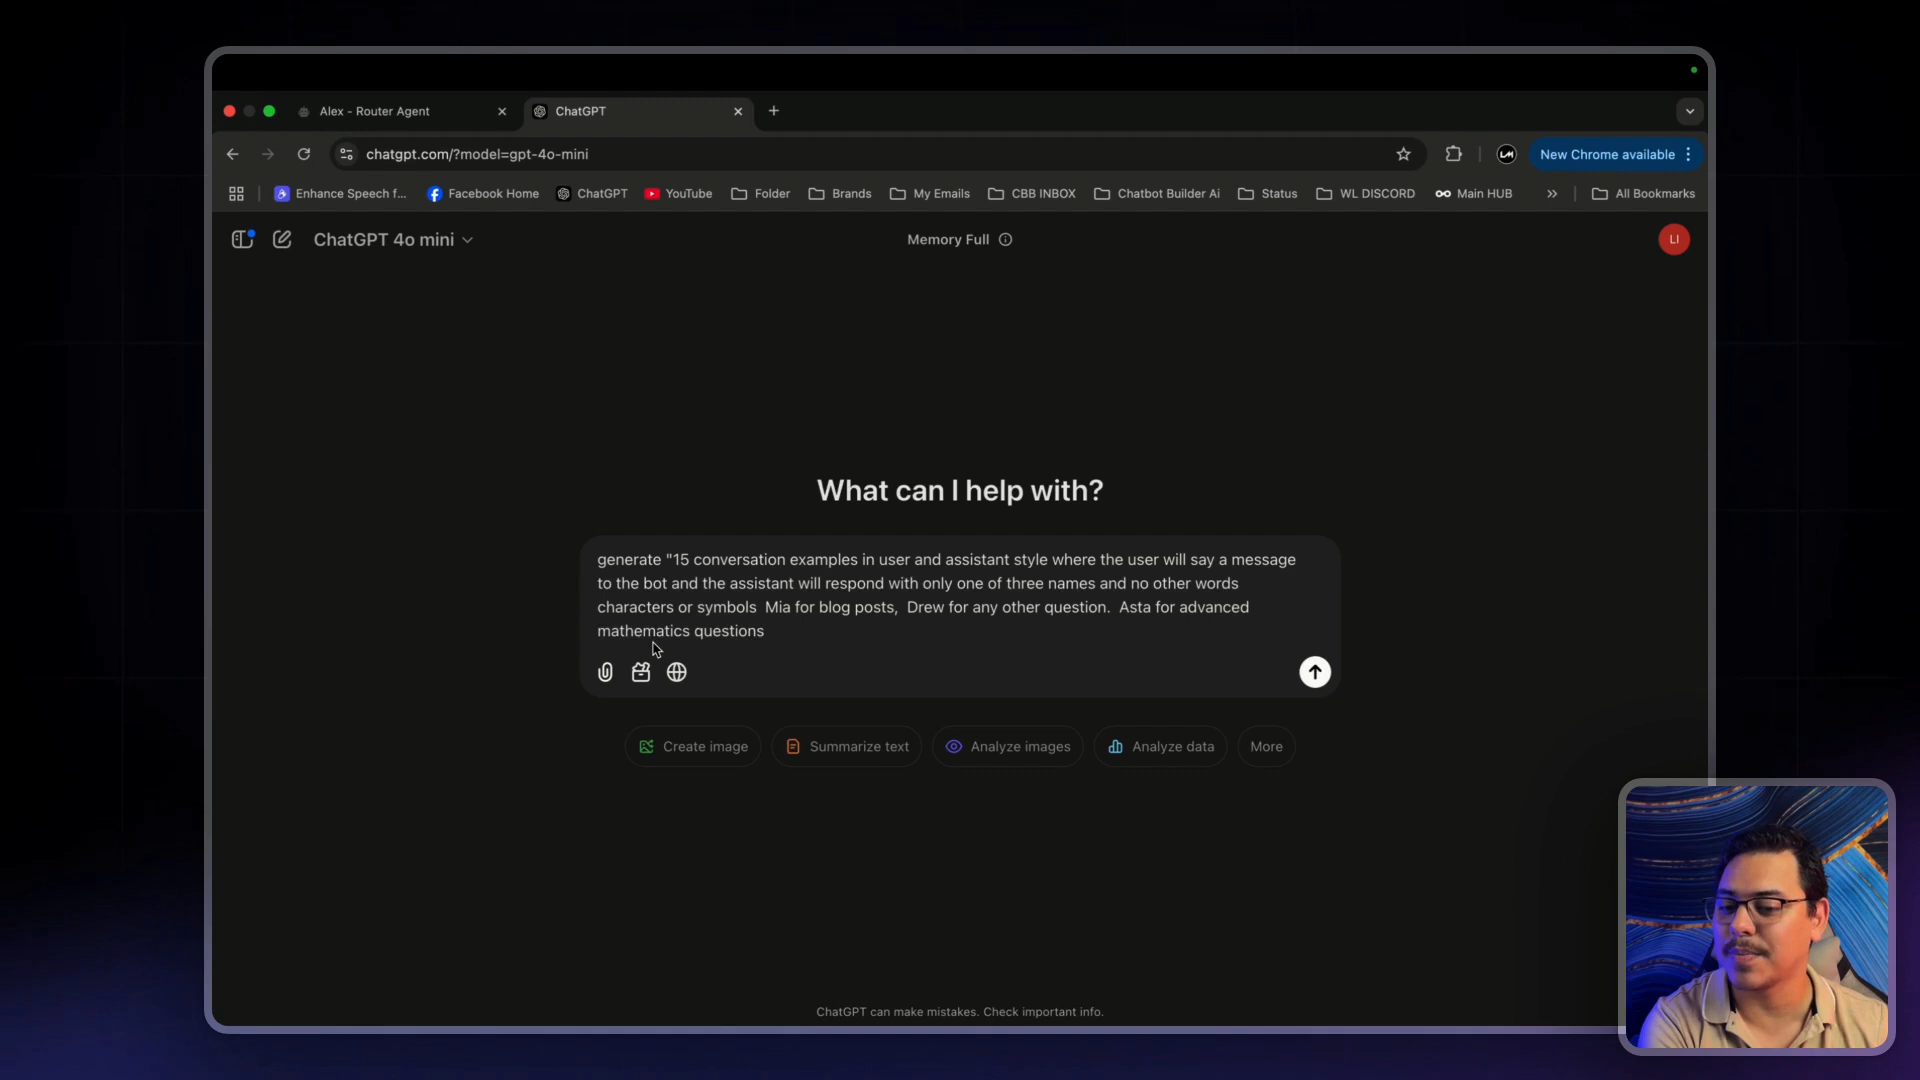 Alex - Router Agent
ChatGPT
chatgpt.com/?model=gpt-4o-mini
New Chrome available
Enhance Speech f...
Facebook Home
ChatGPT
YouTube
Folder
Brands
My Emails
CBB INBOX
Chatbot Builder Ai
Status
WL DISCORD
Main HUB
All Bookmarks
ChatGPT 4o mini
Memory Full
LI
What can I help with?
generate "15 conversation examples in user and assistant style where the user will say a message
to the bot and the assistant will respond with only one of three names and no other words
characters or symbols  Mia for blog posts,  Drew for any other question.  Asta for advanced
mathematics questions
Create image
Summarize text
Analyze images
Analyze data
More
ChatGPT can make mistakes. Check important info.